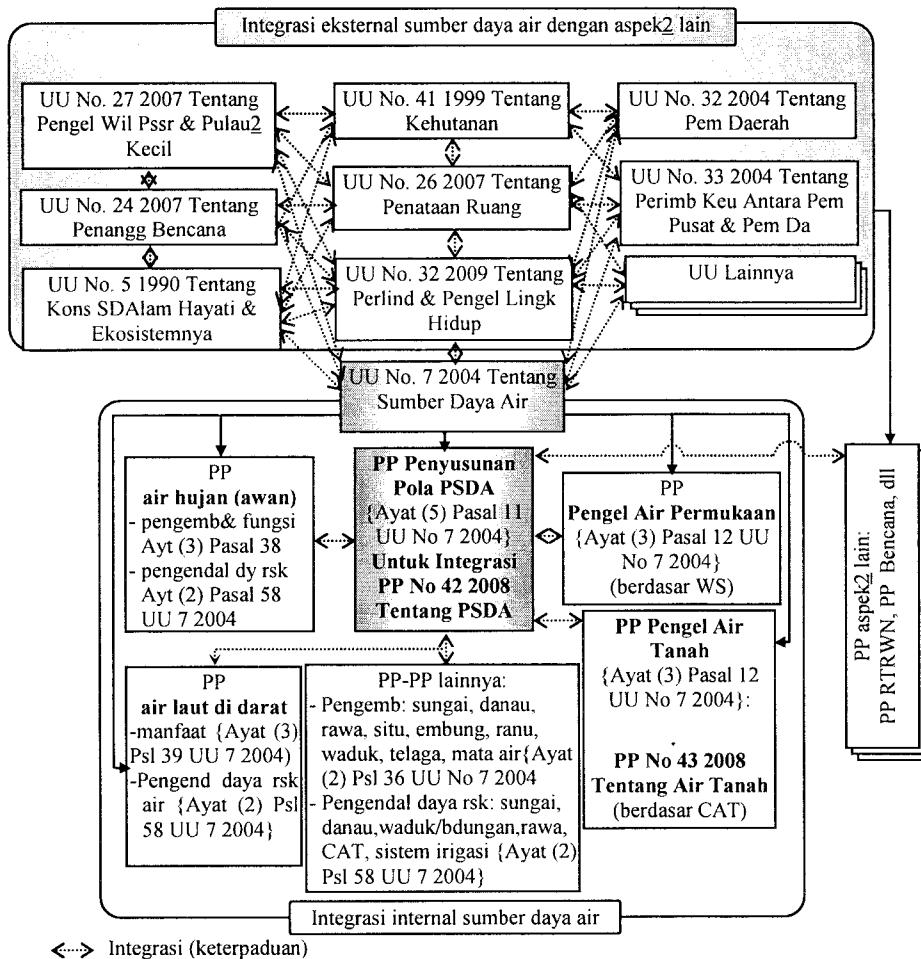 Integrasi eksternal sumber daya air dengan aspek2 lain
UU No. 27 2007 Tentang
Pengel Wil Pssr & Pulau2
Kecil
UU No. 41 1999 Tentang
Kehutanan
UU No. 32 2004 Tentang
Pem Daerah
UU No. 24 2007 Tentang
Penangg Bencana
UU No. 26 2007 Tentang
Penataan Ruang
UU No. 33 2004 Tentang
Perimb Keu Antara Pem
Pusat & Pem Da
UU No. 5 1990 Tentang
Kons SDAlam Hayati &
Ekosistemnya
UU No. 32 2009 Tentang
Perlind & Pengel Lingk
Hidup
UU Lainnya
UU No. 7 2004 Tentang
Sumber Daya Air
PP
air hujan (awan)
- pengemb& fungsi
Ayt (3) Pasal 38
- pengendal dy rsk
Ayt (2) Pasal 58
UU 7 2004
PP Penyusunan
Pola PSDA
{Ayat (5) Pasal 11
UU No 7 2004}
Untuk Integrasi
PP No 42 2008
Tentang PSDA
PP
Pengel Air Permukaan
{Ayat (3) Pasal 12 UU
No 7 2004}
(berdasar WS)
PP aspek2 lain:
PP RTRWN, PP Bencana, dll
PP
air laut di darat
-manfaat {Ayat (3)
Psl 39 UU 7 2004)
-Pengend daya rsk
air {Ayat (2) Psl
58 UU 7 2004}
PP-PP lainnya:
- Pengemb: sungai, danau,
rawa, situ, embung, ranu,
waduk, telaga, mata air{Ayat
(2) Psl 36 UU No 7 2004
- Pengendal daya rsk: sungai,
danau,waduk/bdungan,rawa,
CAT, sistem irigasi {Ayat (2)
Psl 58 UU 7 2004}
PP Pengel Air
Tanah
{Ayat (3) Pasal 12
UU No 7 2004}:
PP No 43 2008
Tentang Air Tanah
(berdasar CAT)
Integrasi internal sumber daya air
Integrasi (keterpaduan)